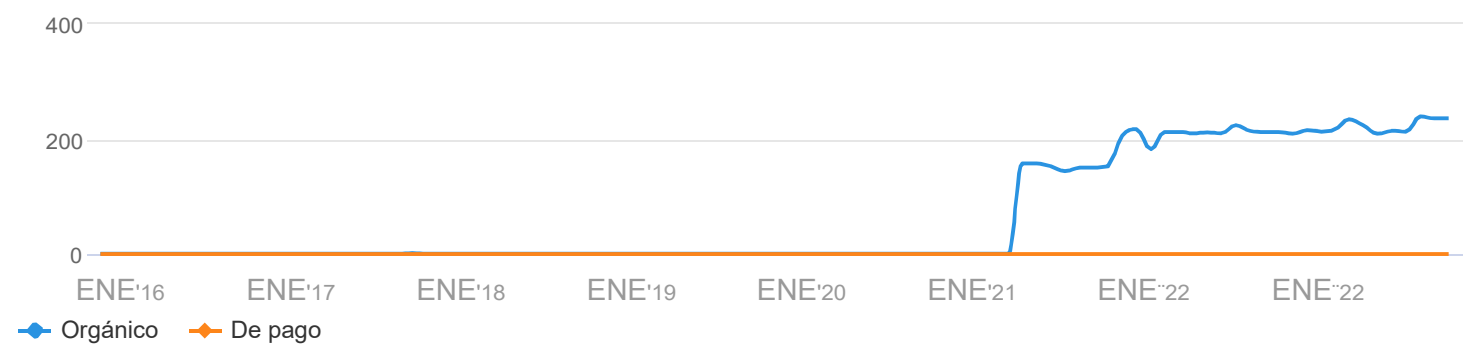 400
200
0
ENE'16 ENE'17 ENE'18 ENE'19 ENE'20 ENE'21 ENE¨22 ENE¨22
Orgánico De pago